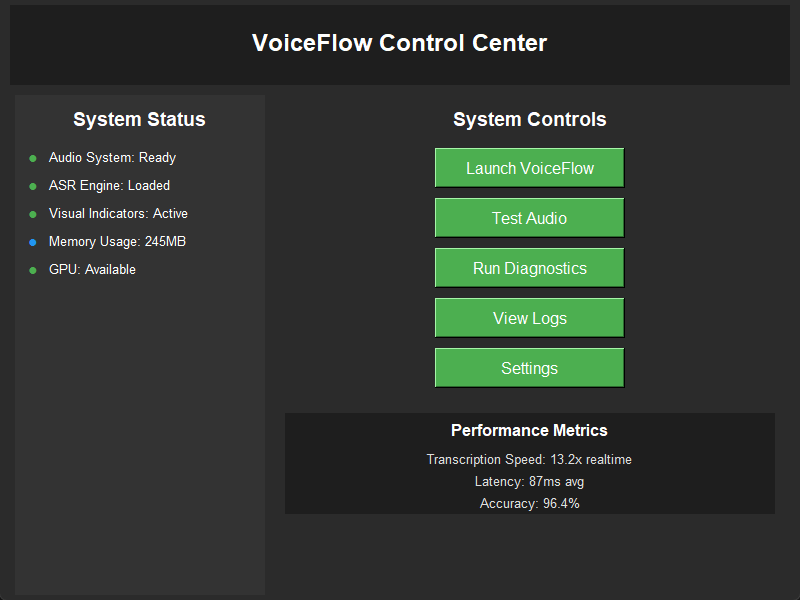 VoiceFlow Control Center
System Status
Audio System: Ready
ASR Engine: Loaded
Visual Indicators: Active
Memory Usage: 245MB
GPU: Available
System Controls
Launch VoiceFlow
Test Audio
Run Diagnostics
View Logs
Settings
Performance Metrics
Transcription Speed: 13.2x realtime
Latency: 87ms avg
Accuracy: 96.4%